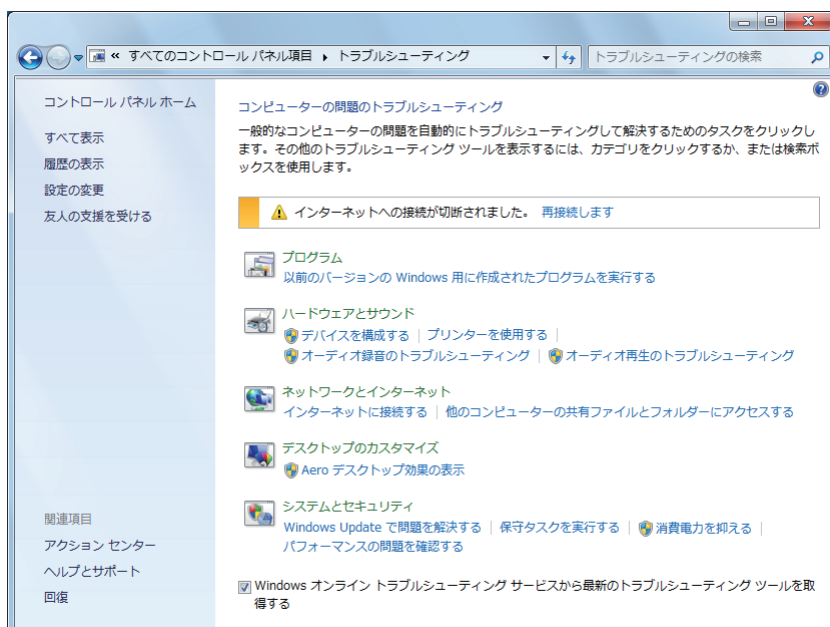 « すべてのコントロール パネル項目 ▸ トラブルシューティング
トラブルシューティングの検索
コントロール パネル ホーム
すべて表示
履歴の表示
設定の変更
友人の支援を受ける
関連項目
アクション センター
ヘルプとサポート
回復
コンピューターの問題のトラブルシューティング
一般的なコンピューターの問題を自動的にトラブルシューティングして解決するためのタスクをクリックし
ます。その他のトラブルシューティング ツールを表示するには、カテゴリをクリックするか、または検索ボ
ックスを使用します。
インターネットへの接続が切断されました。 再接続します
プログラム
以前のバージョンの Windows 用に作成されたプログラムを実行する
ハードウェアとサウンド
デバイスを構成する | プリンターを使用する |
オーディオ録音のトラブルシューティング | オーディオ再生のトラブルシューティング
ネットワークとインターネット
インターネットに接続する | 他のコンピューターの共有ファイルとフォルダーにアクセスする
デスクトップのカスタマイズ
Aero デスクトップ効果の表示
システムとセキュリティ
Windows Update で問題を解決する | 保守タスクを実行する | 消費電力を抑える |
パフォーマンスの問題を確認する
Windows オンライン トラブルシューティング サービスから最新のトラブルシューティング ツールを取
得する